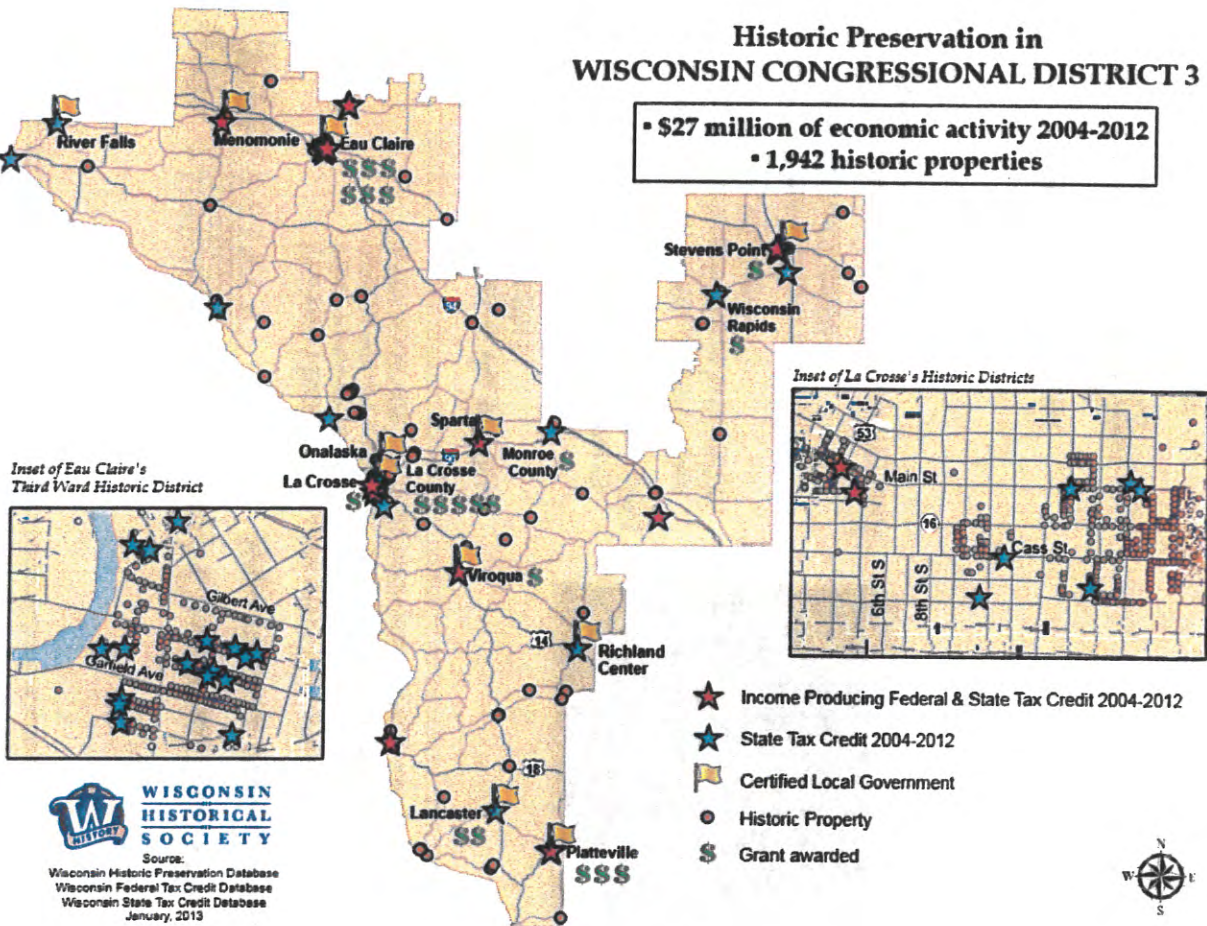 Historic Preservation in
WISCONSIN CONGRESSIONAL DISTRICT 3
▪ $27 million of economic activity 2004-2012
▪ 1,942 historic properties
River Falls
Menomonie
Eau Claire
$$$
$$$
Stevens Point
$
Wisconsin
Rapids
$
94
Sparta
Onalaska
90
Monroe
County $
La Crosse
$
La Crosse
County $$$$$
Viroqua $
14
Richland
Center
18
Lancaster
$$
Platteville
$$$
Inset of Eau Claire's
Third Ward Historic District
Gilbert Ave
Garfield Ave
Inset of La Crosse's Historic Districts
53
Main St
16
Cass St
6th St S
8th St S
Income Producing Federal & State Tax Credit 2004-2012
State Tax Credit 2004-2012
Certified Local Government
Historic Property
$ Grant awarded
W
HISTORY
WISCONSIN
HISTORICAL
SOCIETY
Source:
Wisconsin Historic Preservation Database
Wisconsin Federal Tax Credit Database
Wisconsin State Tax Credit Database
January, 2013
N
W E
S